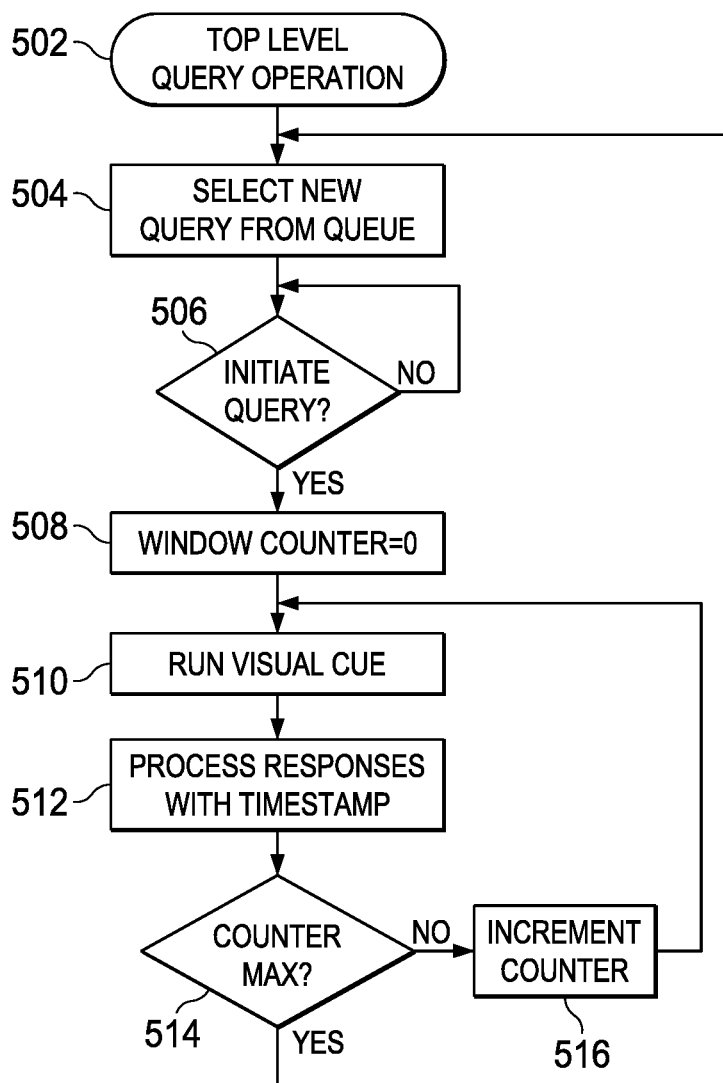 502
TOP LEVEL
QUERY OPERATION
504
SELECT NEW
QUERY FROM QUEUE
506
INITIATE
QUERY?
NO
YES
508
WINDOW COUNTER=0
510
RUN VISUAL CUE
512
PROCESS RESPONSES
WITH TIMESTAMP
COUNTER
MAX?
NO
INCREMENT
COUNTER
514
YES
516